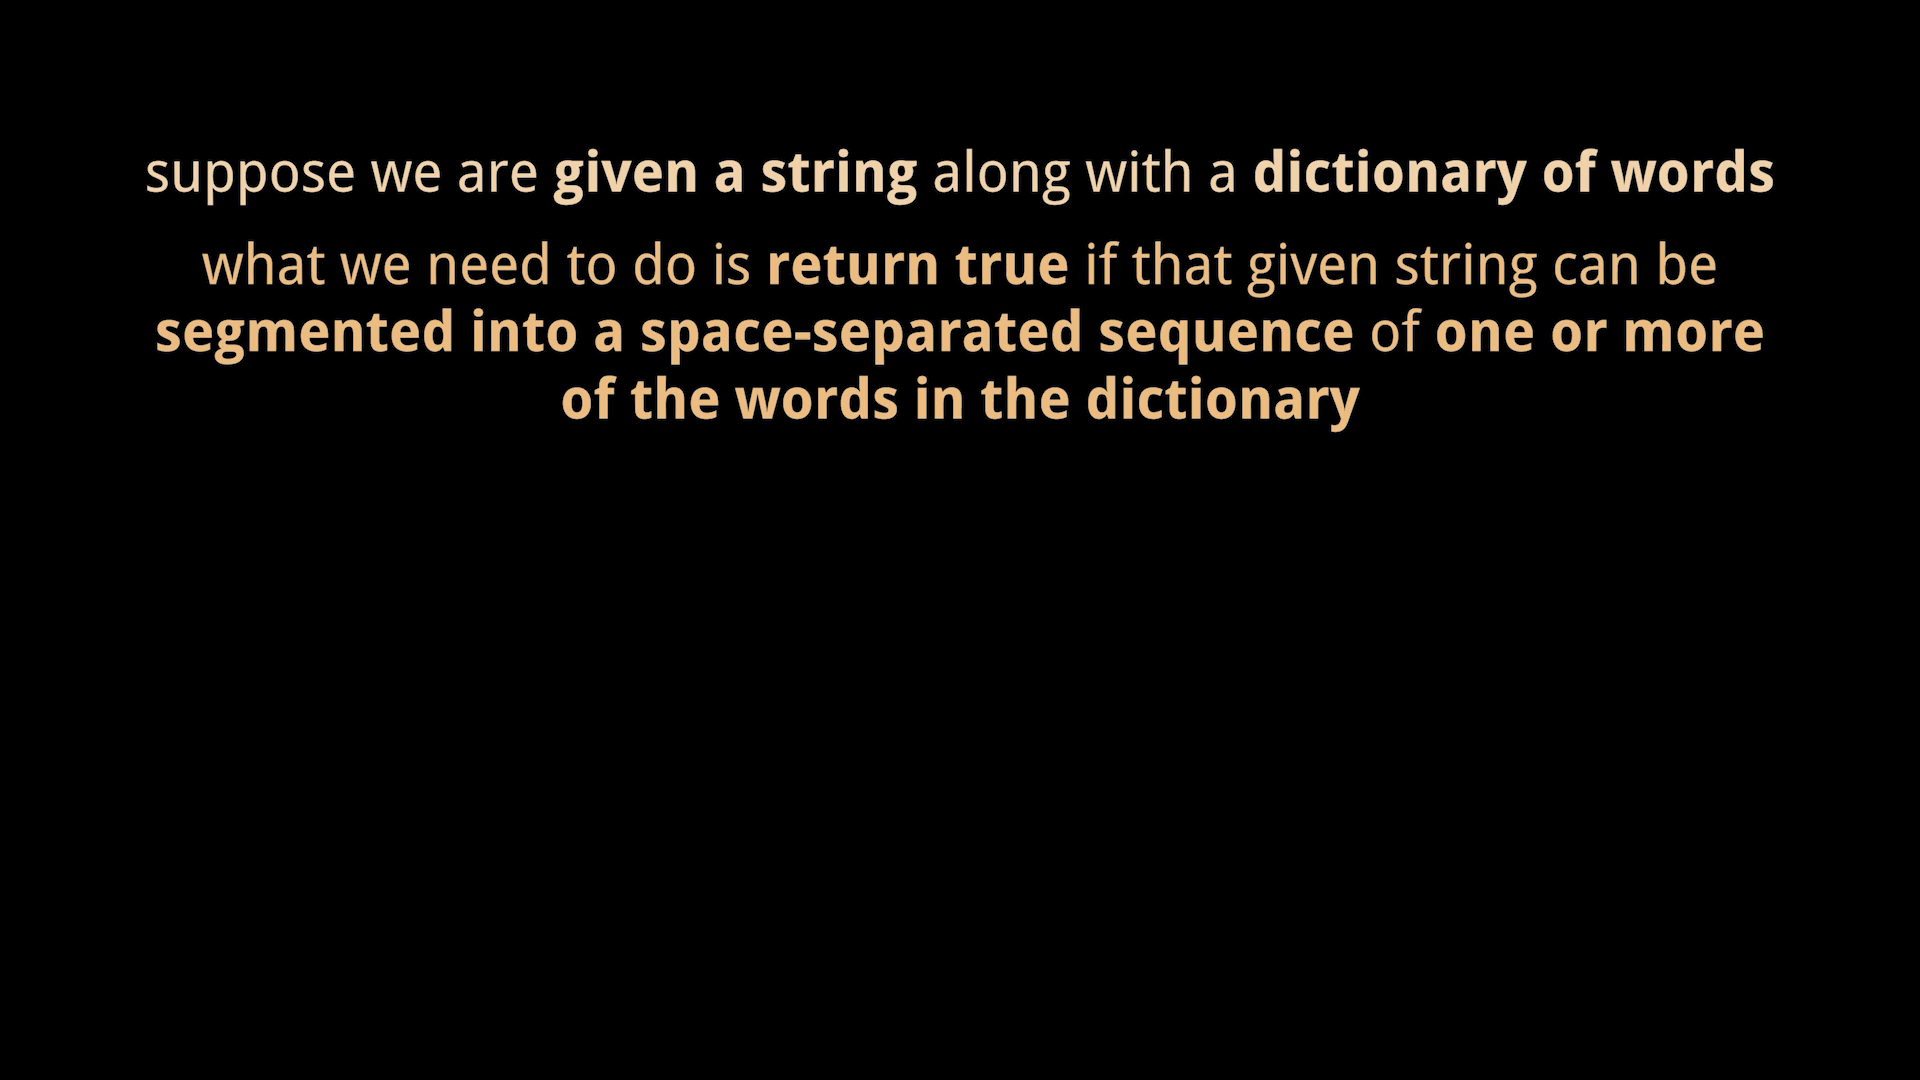 suppose we are given a string along with a dictionary of words
what we need to do is return true if that given string can be
segmented into a space-separated sequence of one or more
of the words in the dictionary